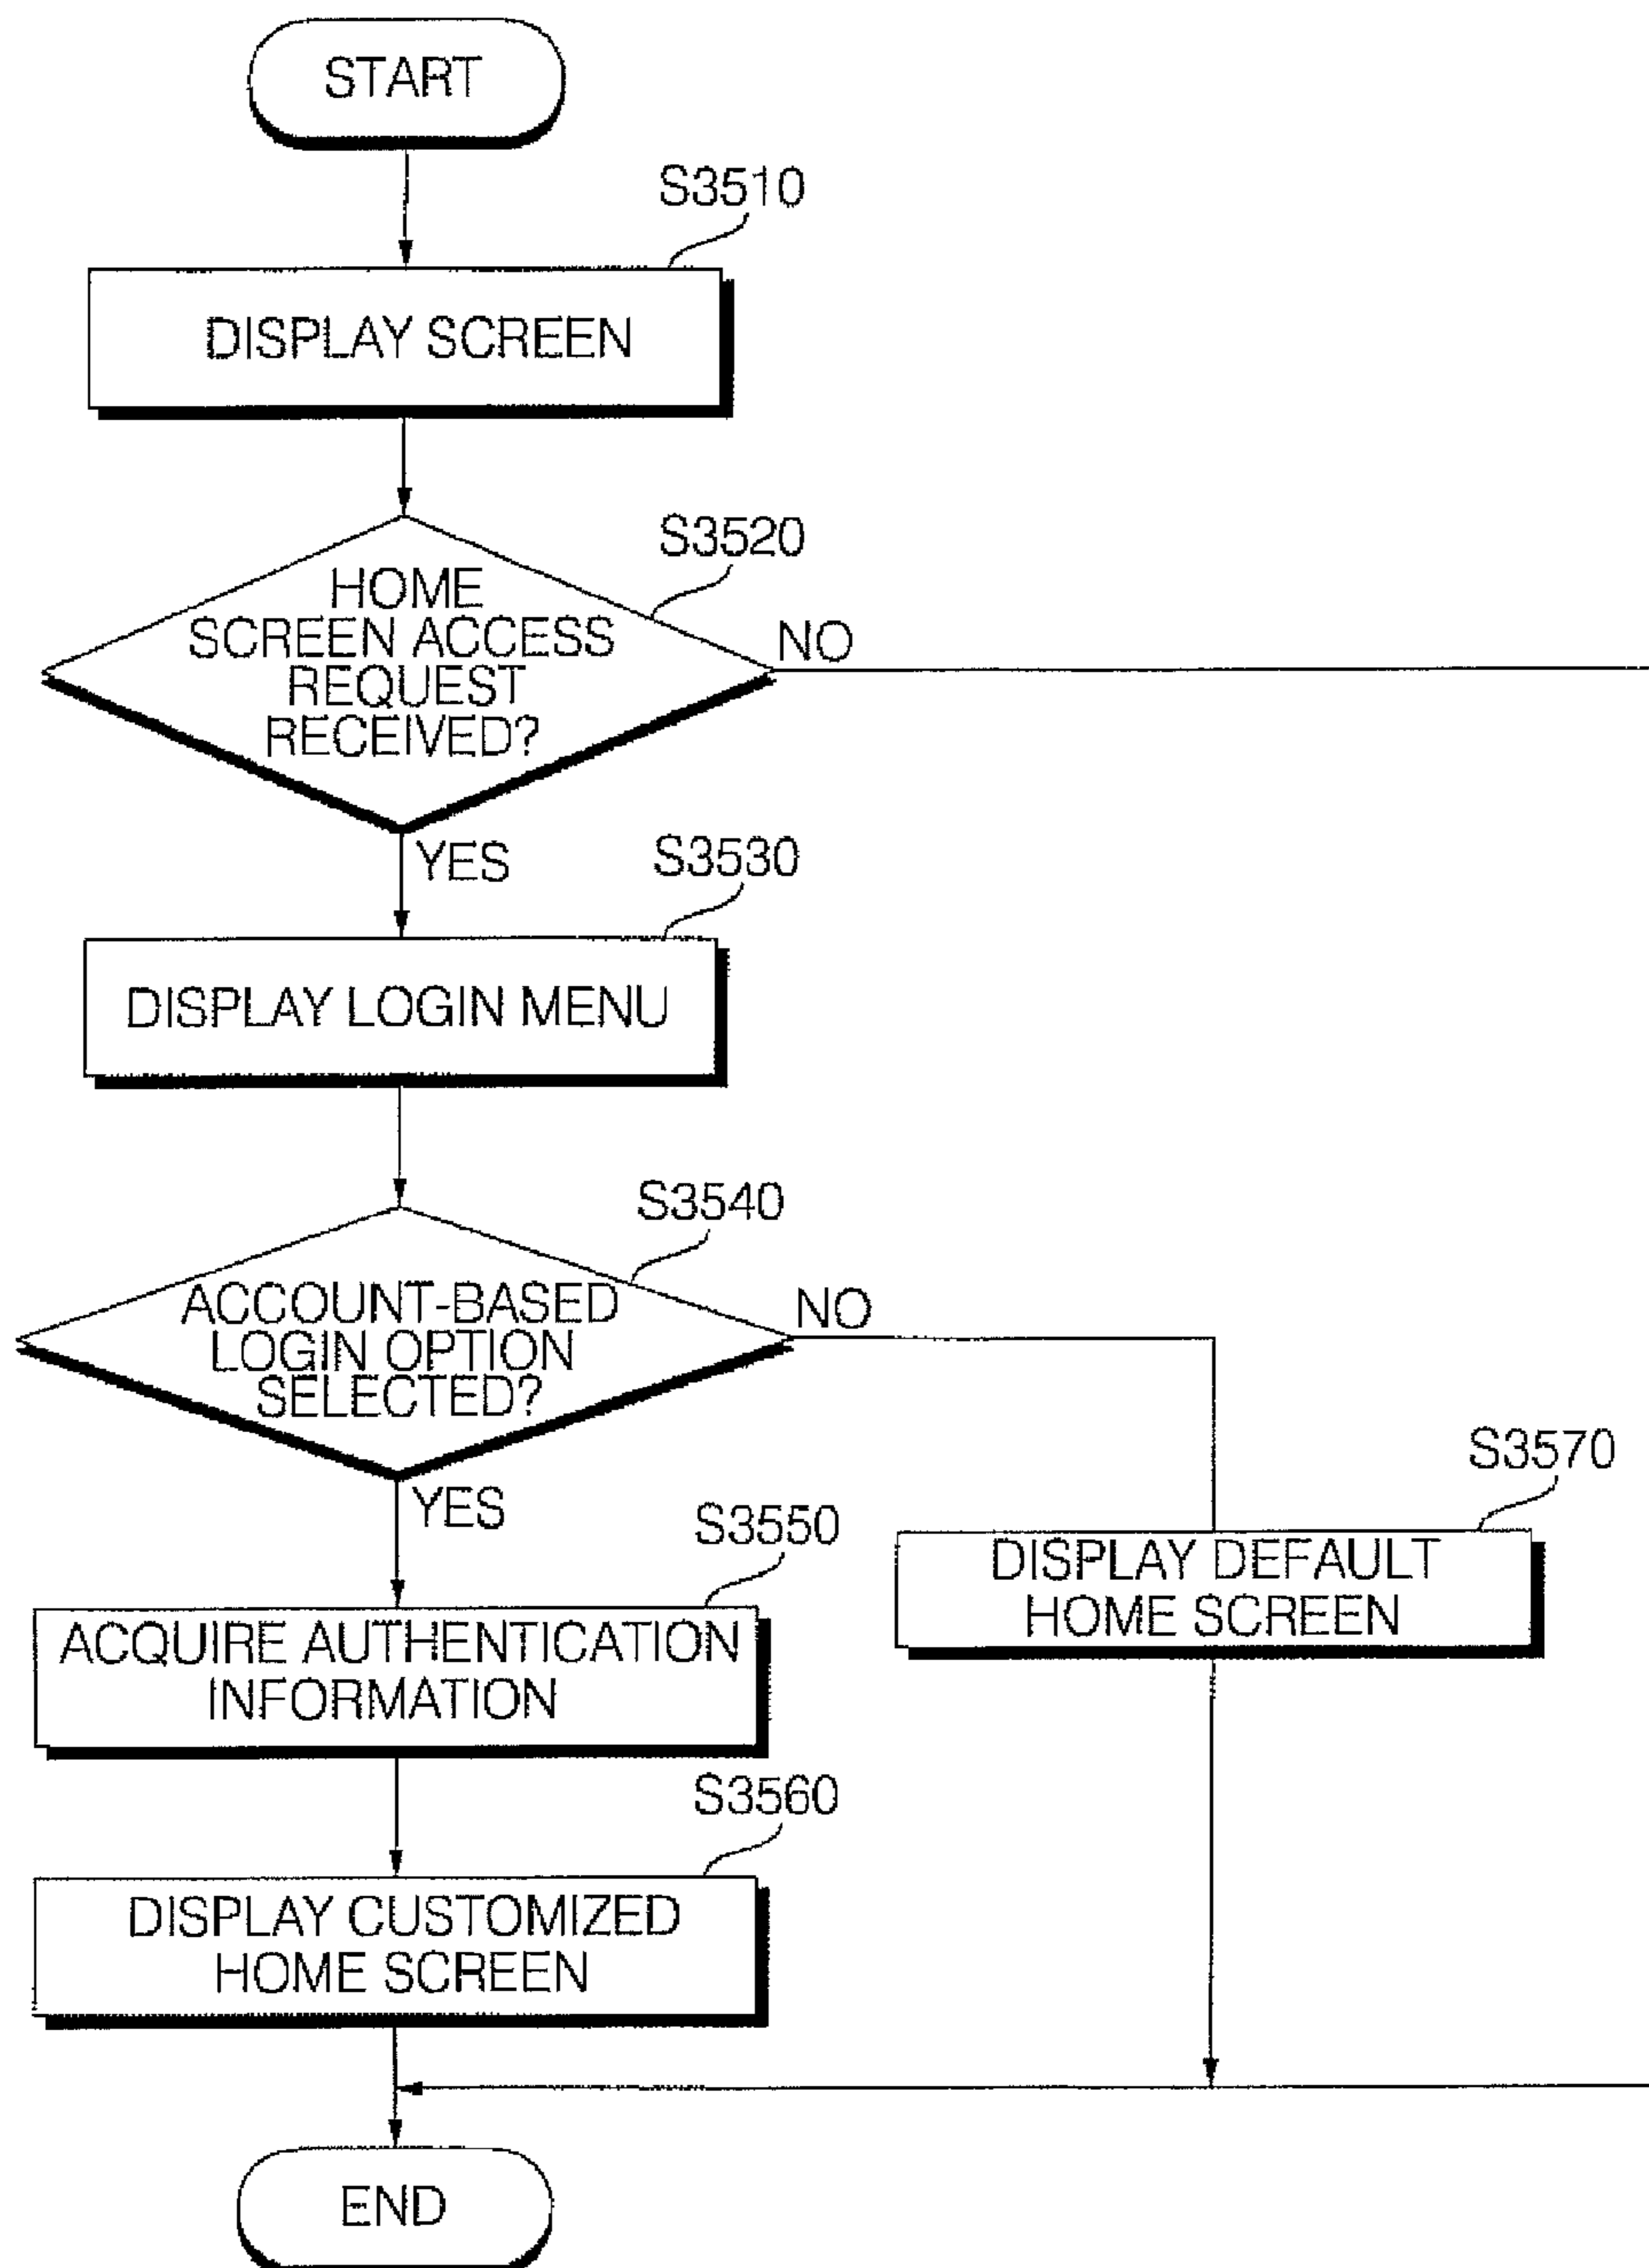 START
S3510
DISPLAY SCREEN
S3520
HOME
SCREEN ACCESS
REQUEST
RECEIVED?
NO
YES
S3530
DISPLAY LOGIN MENU
S3540
ACCOUNT-BASED
LOGIN OPTION
SELECTED?
NO
YES
S3550
ACQUIRE AUTHENTICATION
INFORMATION
S3570
DISPLAY DEFAULT
HOME SCREEN
S3560
DISPLAY CUSTOMIZED
HOME SCREEN
END